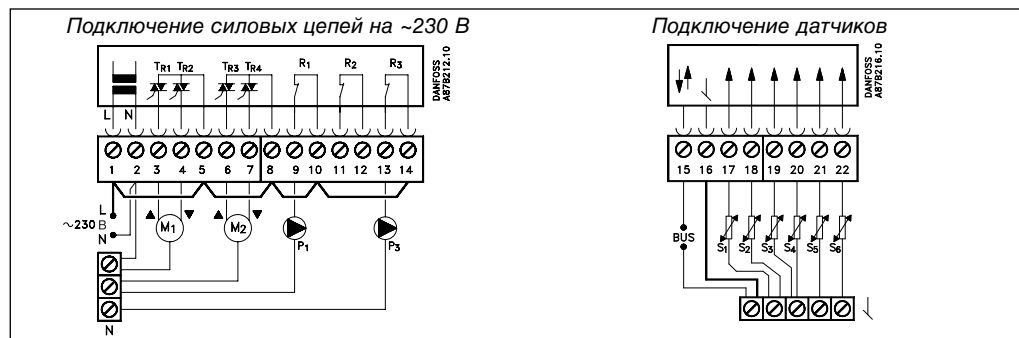 Подключение силовых цепей на ~230 В
TR1 TR2 TR3 TR4 R1 R2 R3
DANFOSS
A87B212.10
L N
1 2 3 4 5 6 7 8 9 10 11 12 13 14
L
~230 В
N
M1 M2 P1 P3
N
Подключение датчиков
DANFOSS
A87B216.10
15 16 17 18 19 20 21 22
BUS
S1 S2 S3 S4 S5 S6